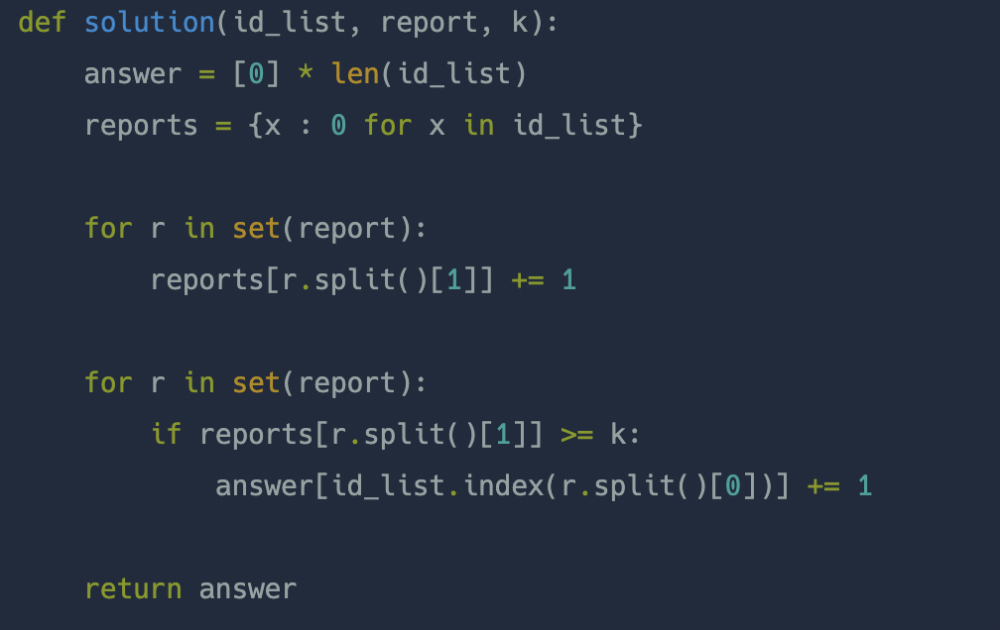 def solution(id_list, report, k):
    answer = [0] * len(id_list)
    reports = {x : 0 for x in id_list}

    for r in set(report):
        reports[r.split()[1]] += 1

    for r in set(report):
        if reports[r.split()[1]] >= k:
            answer[id_list.index(r.split()[0])] += 1

    return answer